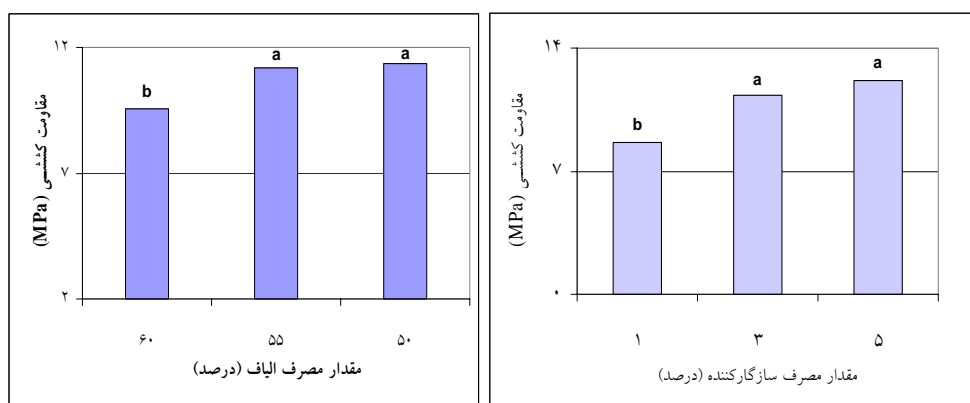 ۱۲
۷
۲
b
a
a
مقاومت کششی (MPa)
۶۰
۵۵
۵۰
مقدار مصرف الیاف (درصد)
۱۴
۷
۰
b
a
a
مقاومت کششی (MPa)
۱
۳
۵
مقدار مصرف سازگارکننده (درصد)